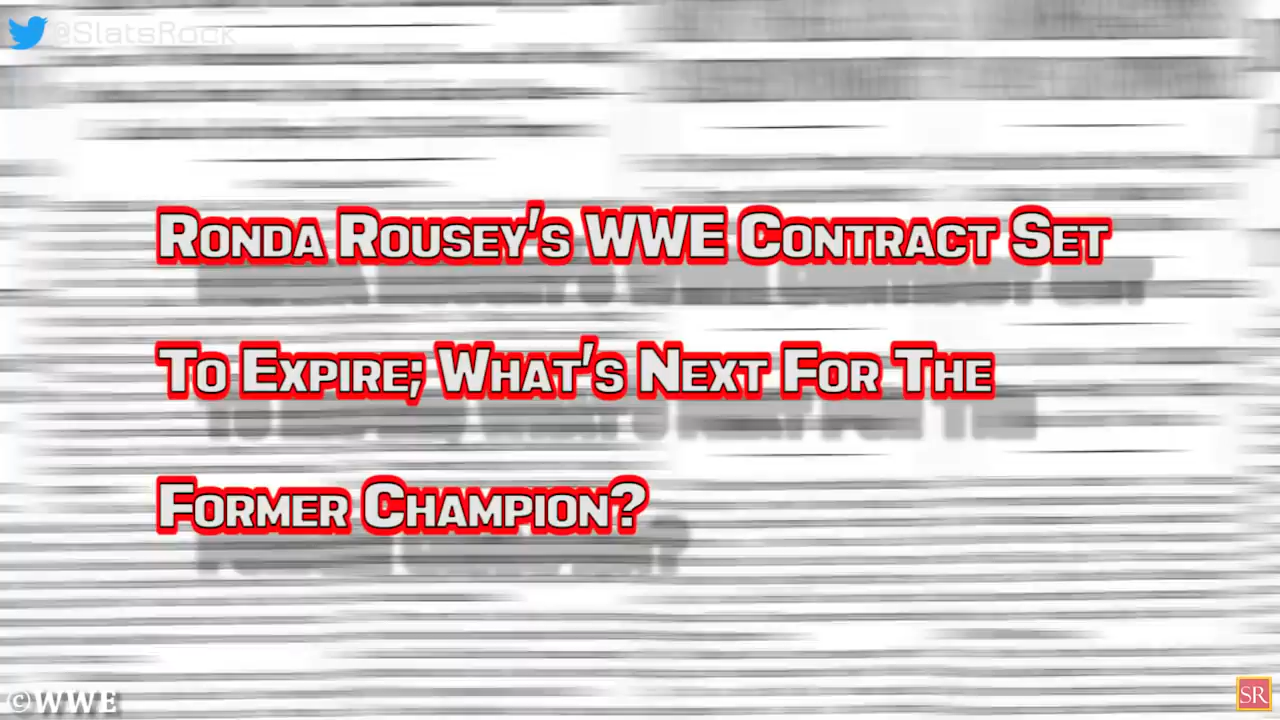 @SlatsRock
Ronda Rousey's WWE Contract Set
To Expire; What's Next For The
Former Champion?
©WWE
SR